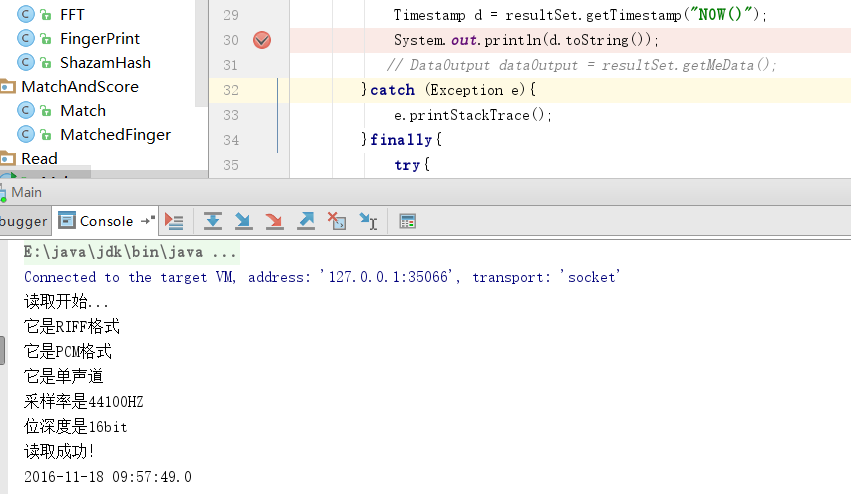 FFT
FingerPrint
ShazamHash
MatchAndScore
Match
MatchedFinger
Read
29 Timestamp d = resultSet.getTimestamp("NOW()");
30 System.out.println(d.toString());
31 // DataOutput dataOutput = resultSet.getMeData();
32 }catch (Exception e){
33 e.printStackTrace();
34 }finally{
35 try{
Main
bugger Console
E:\java\jdk\bin\java ...
Connected to the target VM, address: '127.0.0.1:35066', transport: 'socket'
读取开始...
它是RIFF格式
它是PCM格式
它是单声道
采样率是44100HZ
位深度是16bit
读取成功!
2016-11-18 09:57:49.0